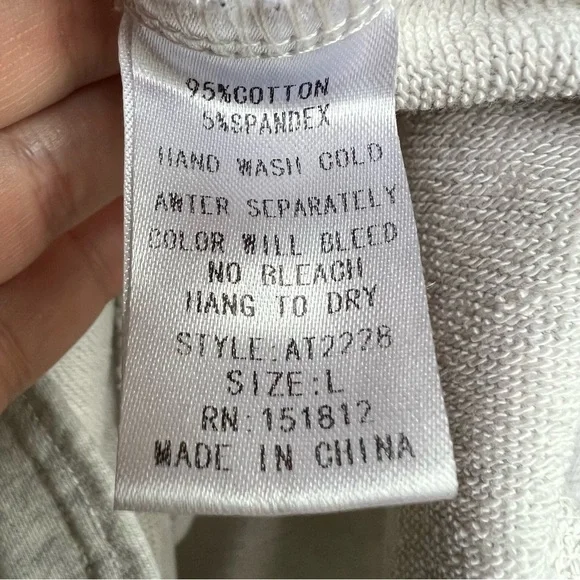 95%COTTON
5%SPANDEX
HAND WASH COLD
AWTER SEPARATELY
COLOR WILL BLEED
NO BLEACH
HANG TO DRY
STYLE:AT2278
SIZE:L
RN:151812
MADE IN CHINA